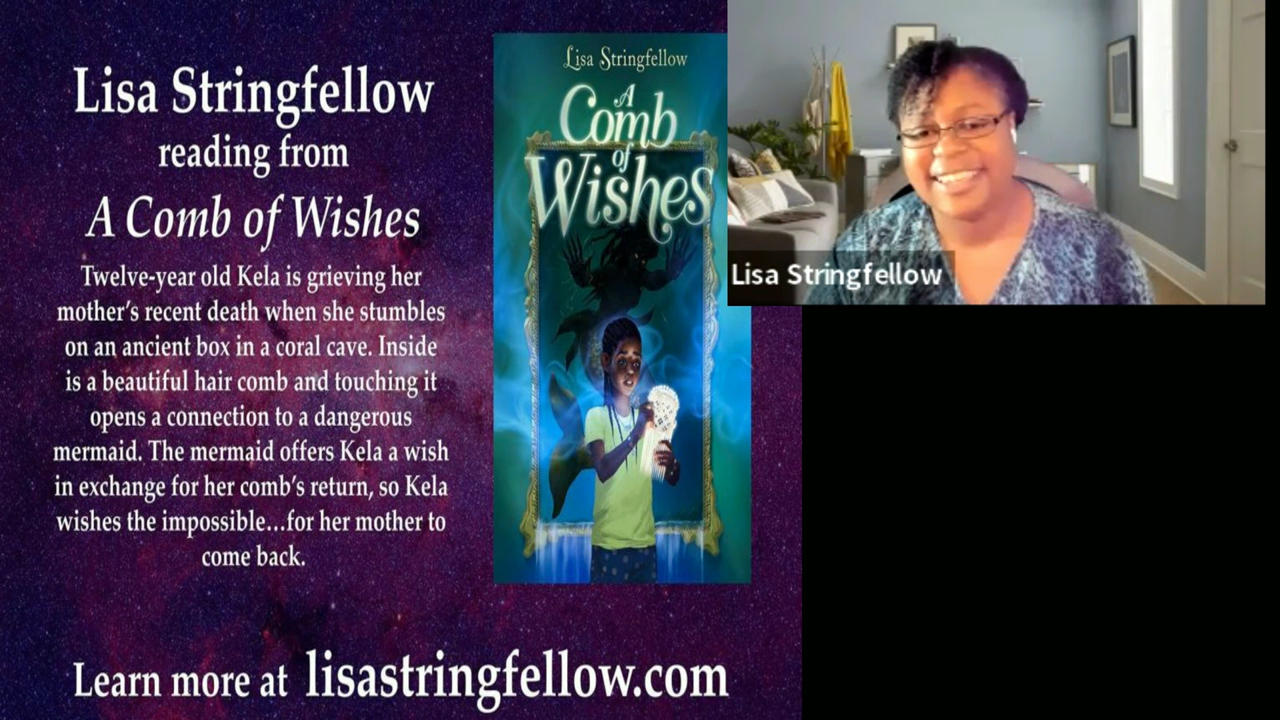 Lisa Stringfellow
reading from
A Comb of Wishes
Twelve-year old Kela is grieving her
mother’s recent death when she stumbles
on an ancient box in a coral cave. Inside
is a beautiful hair comb and touching it
opens a connection to a dangerous
mermaid. The mermaid offers Kela a wish
in exchange for her comb’s return, so Kela
wishes the impossible…for her mother to
come back.
Learn more at lisastringfellow.com
Lisa Stringfellow
A
Comb
of
Wishes
Lisa Stringfellow